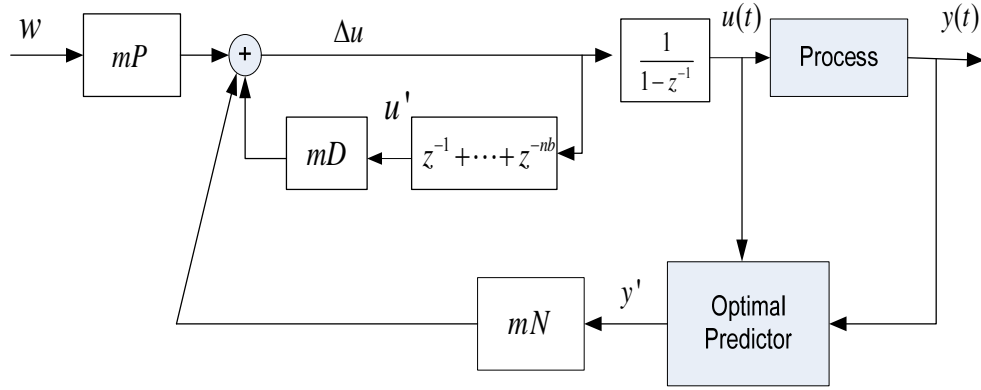 w
mP
+
Δu
1
1 − z⁻¹
u(t)
Process
y(t)
mD
u'
z⁻¹ + ··· + z⁻ⁿᵇ
mN
y'
Optimal
Predictor